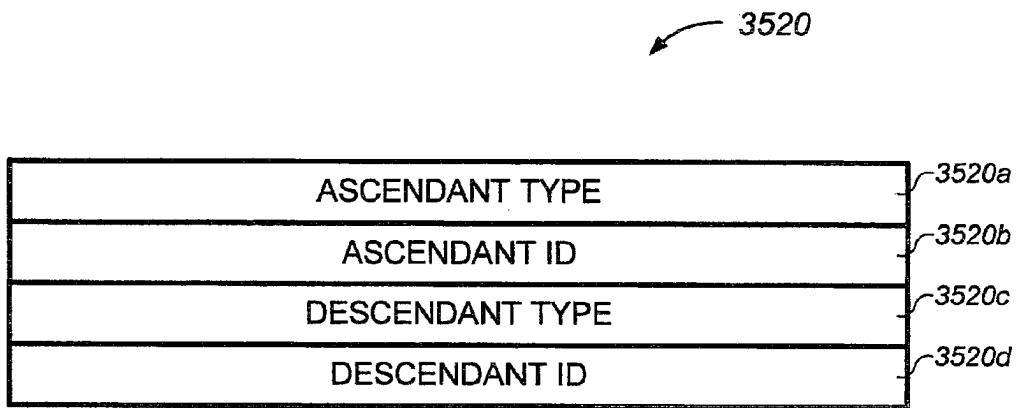 3520
ASCENDANT TYPE
3520a
ASCENDANT ID
3520b
DESCENDANT TYPE
3520c
DESCENDANT ID
3520d